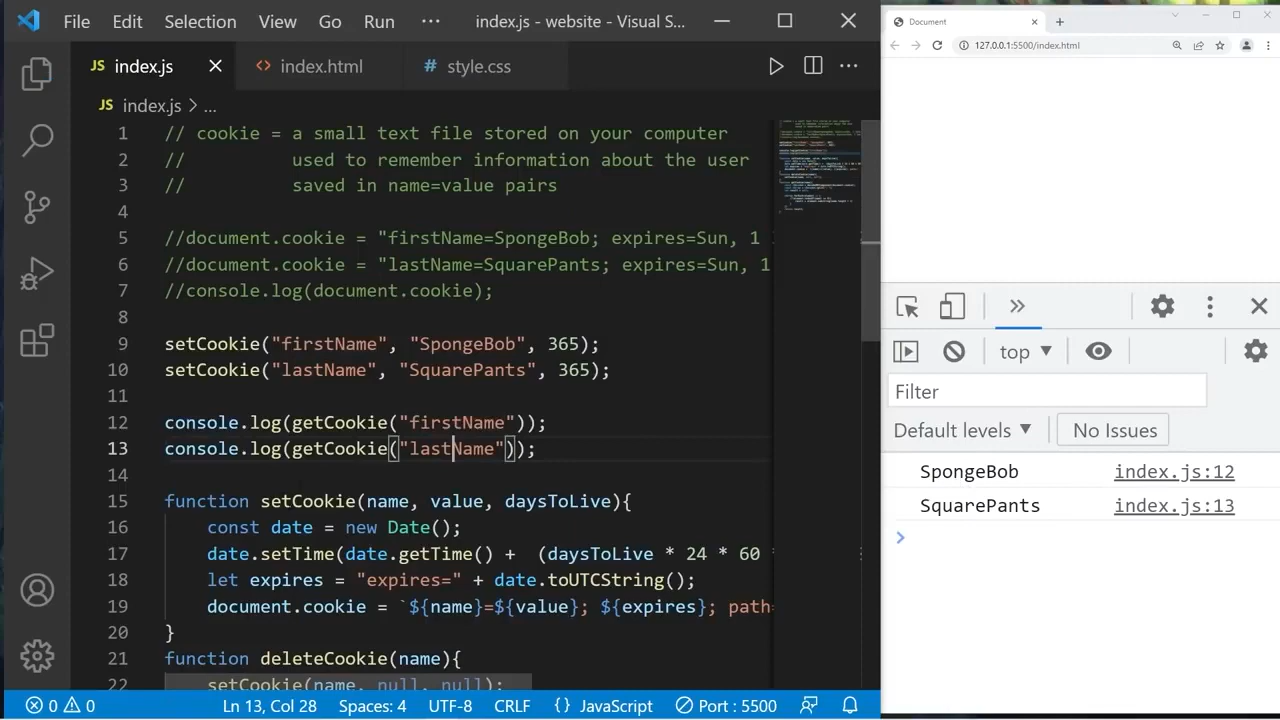 File Edit Selection View Go Run ··· index.js - website - Visual S...
JS index.js index.html # style.css
JS index.js > ...
1 // cookie = a small text file stored on your computer
2 // used to remember information about the user
3 // saved in name=value pairs
4
5 //document.cookie = "firstName=SpongeBob; expires=Sun, 1
6 //document.cookie = "lastName=SquarePants; expires=Sun, 1
7 //console.log(document.cookie);
8
9 setCookie("firstName", "SpongeBob", 365);
10 setCookie("lastName", "SquarePants", 365);
11
12 console.log(getCookie("firstName"));
13 console.log(getCookie("lastName"));
14
15 function setCookie(name, value, daysToLive){
16 const date = new Date();
17 date.setTime(date.getTime() + (daysToLive * 24 * 60 *
18 let expires = "expires=" + date.toUTCString();
19 document.cookie = `${name}=${value}; ${expires}; path=
20 }
21 function deleteCookie(name){
22 setCookie(name, null, null);
0 0 Ln 13, Col 28 Spaces: 4 UTF-8 CRLF {} JavaScript Port : 5500
Document
127.0.0.1:5500/index.html
top
Filter
Default levels No Issues
SpongeBob index.js:12
SquarePants index.js:13